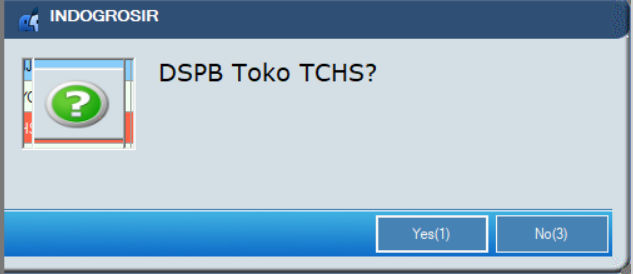 INDOGROSIR
DSPB Toko TCHS?
Yes(1)
No(3)